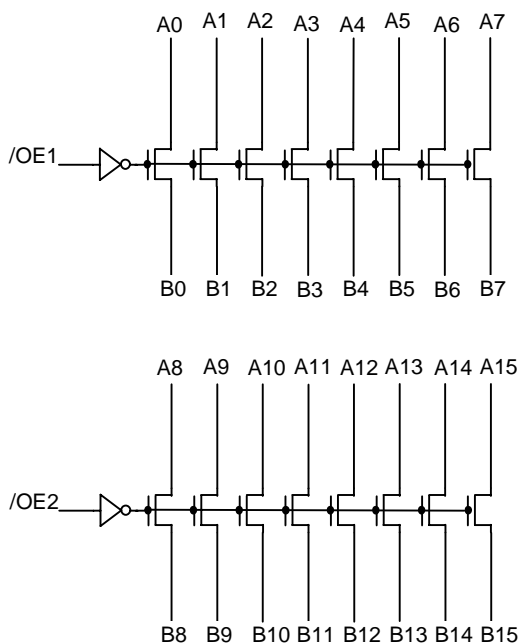 A0 A1 A2 A3 A4 A5 A6 A7
/OE1
B0 B1 B2 B3 B4 B5 B6 B7
A8 A9 A10 A11 A12 A13 A14 A15
/OE2
B8 B9 B10 B11 B12 B13 B14 B15